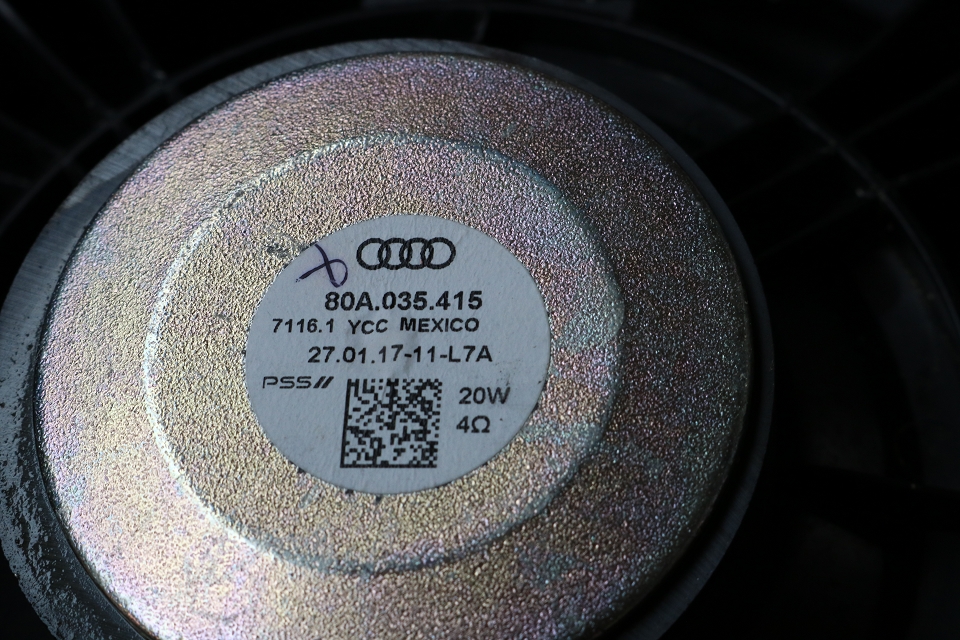 80A.035.415
7116.1 YCC MEXICO
27.01.17-11-L7A
PSS//
20W
4Ω